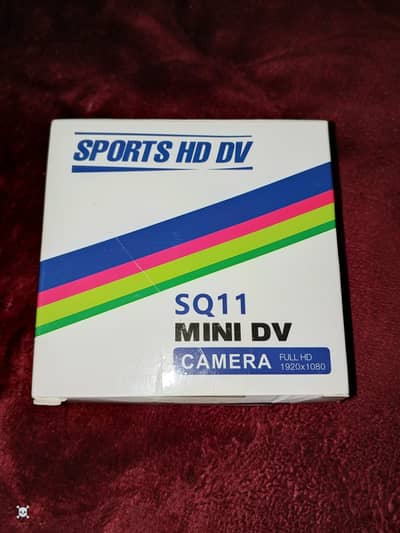 SPORTS HD DV
SQ11
MINI DV
CAMERA FULL HD
1920x1080